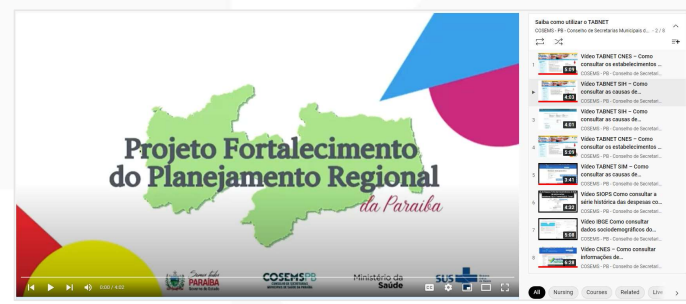 Projeto Fortalecimento
do Planejamento Regional
da Paraíba
PARAÍBA
COSEMSPB
Ministério da
Saúde
SUS
0:00 / 4:02
Saiba como utilizar o TABNET
COSEMS - PB - Conselho de Secretarias Municipais d... - 2 / 8
1
5:09
Vídeo TABNET CNES – Como
consultar os estabelecimentos ...
COSEMS - PB - Conselho de Secretari...
4:03
Vídeo TABNET SIH – Como
consultar as causas de...
COSEMS - PB - Conselho de Secretari...
3
4:01
Vídeo TABNET SIH – Como
consultar as causas de...
COSEMS - PB - Conselho de Secretari...
4
5:09
Vídeo TABNET CNES – Como
consultar os estabelecimentos ...
COSEMS - PB - Conselho de Secretari...
5
3:41
Vídeo TABNET SIM – Como
consultar as causas de...
COSEMS - PB - Conselho de Secretari...
6
4:32
Vídeo SIOPS Como consultar a
série histórica das despesas co...
COSEMS - PB - Conselho de Secretari...
7
5:08
Vídeo IBGE Como consultar
dados sociodemográficos do...
COSEMS - PB - Conselho de Secretari...
8
6:28
Vídeo CNES – Como consultar
informações de...
COSEMS - PB - Conselho de Secretari...
All
Nursing
Courses
Related
Live